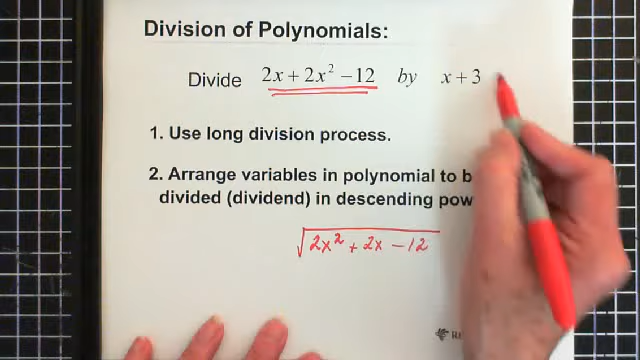 Division of Polynomials:
Divide 2x + 2x² − 12 by x + 3
1. Use long division process.
2. Arrange variables in polynomial to
divided (dividend) in descending
2x² + 2x − 12